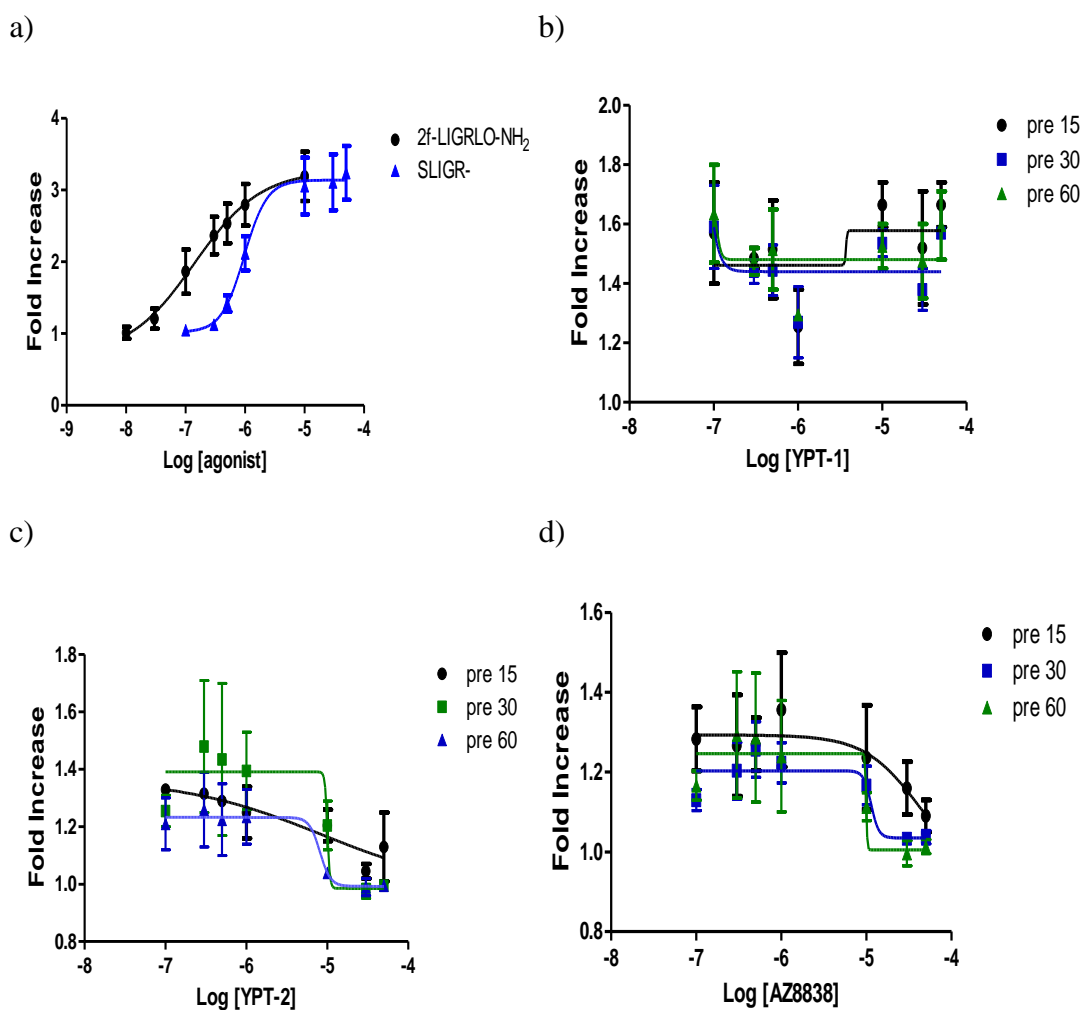 a)
4
3
2
1
0
-9 -8 -7 -6 -5 -4
Log [agonist]
Fold Increase
2f-LIGRLO-NH2
SLIGR-
b)
2.0
1.8
1.6
1.4
1.2
1.0
-8 -7 -6 -5 -4
Log [YPT-1]
Fold Increase
pre 15
pre 30
pre 60
c)
1.8
1.6
1.4
1.2
1.0
0.8
-8 -7 -6 -5 -4
Log [YPT-2]
Fold Increase
pre 15
pre 30
pre 60
d)
1.6
1.4
1.2
1.0
0.8
-8 -7 -6 -5 -4
Log [AZ8838]
Fold Increase
pre 15
pre 30
pre 60